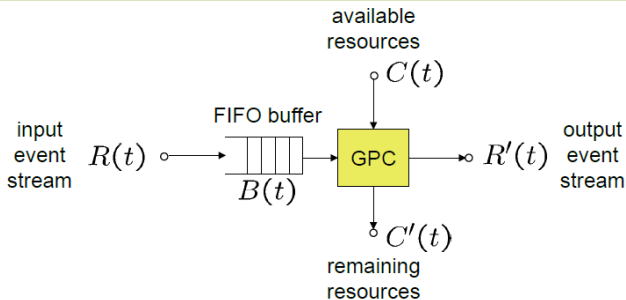 available
resources
C(t)
FIFO buffer
input
event
stream
R(t)
B(t)
GPC
R'(t)
output
event
stream
C'(t)
remaining
resources